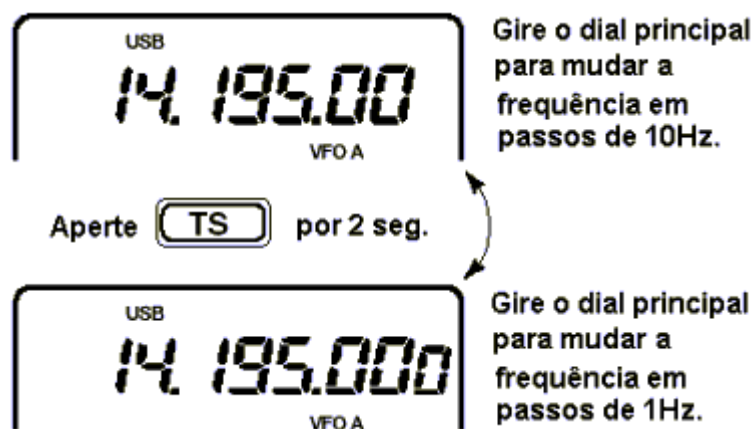 USB
14.195.00
VFO A
Gire o dial principal
para mudar a
frequência em
passos de 10Hz.
Aperte TS por 2 seg.
USB
14.195.000
VFO A
Gire o dial principal
para mudar a
frequência em
passos de 1Hz.